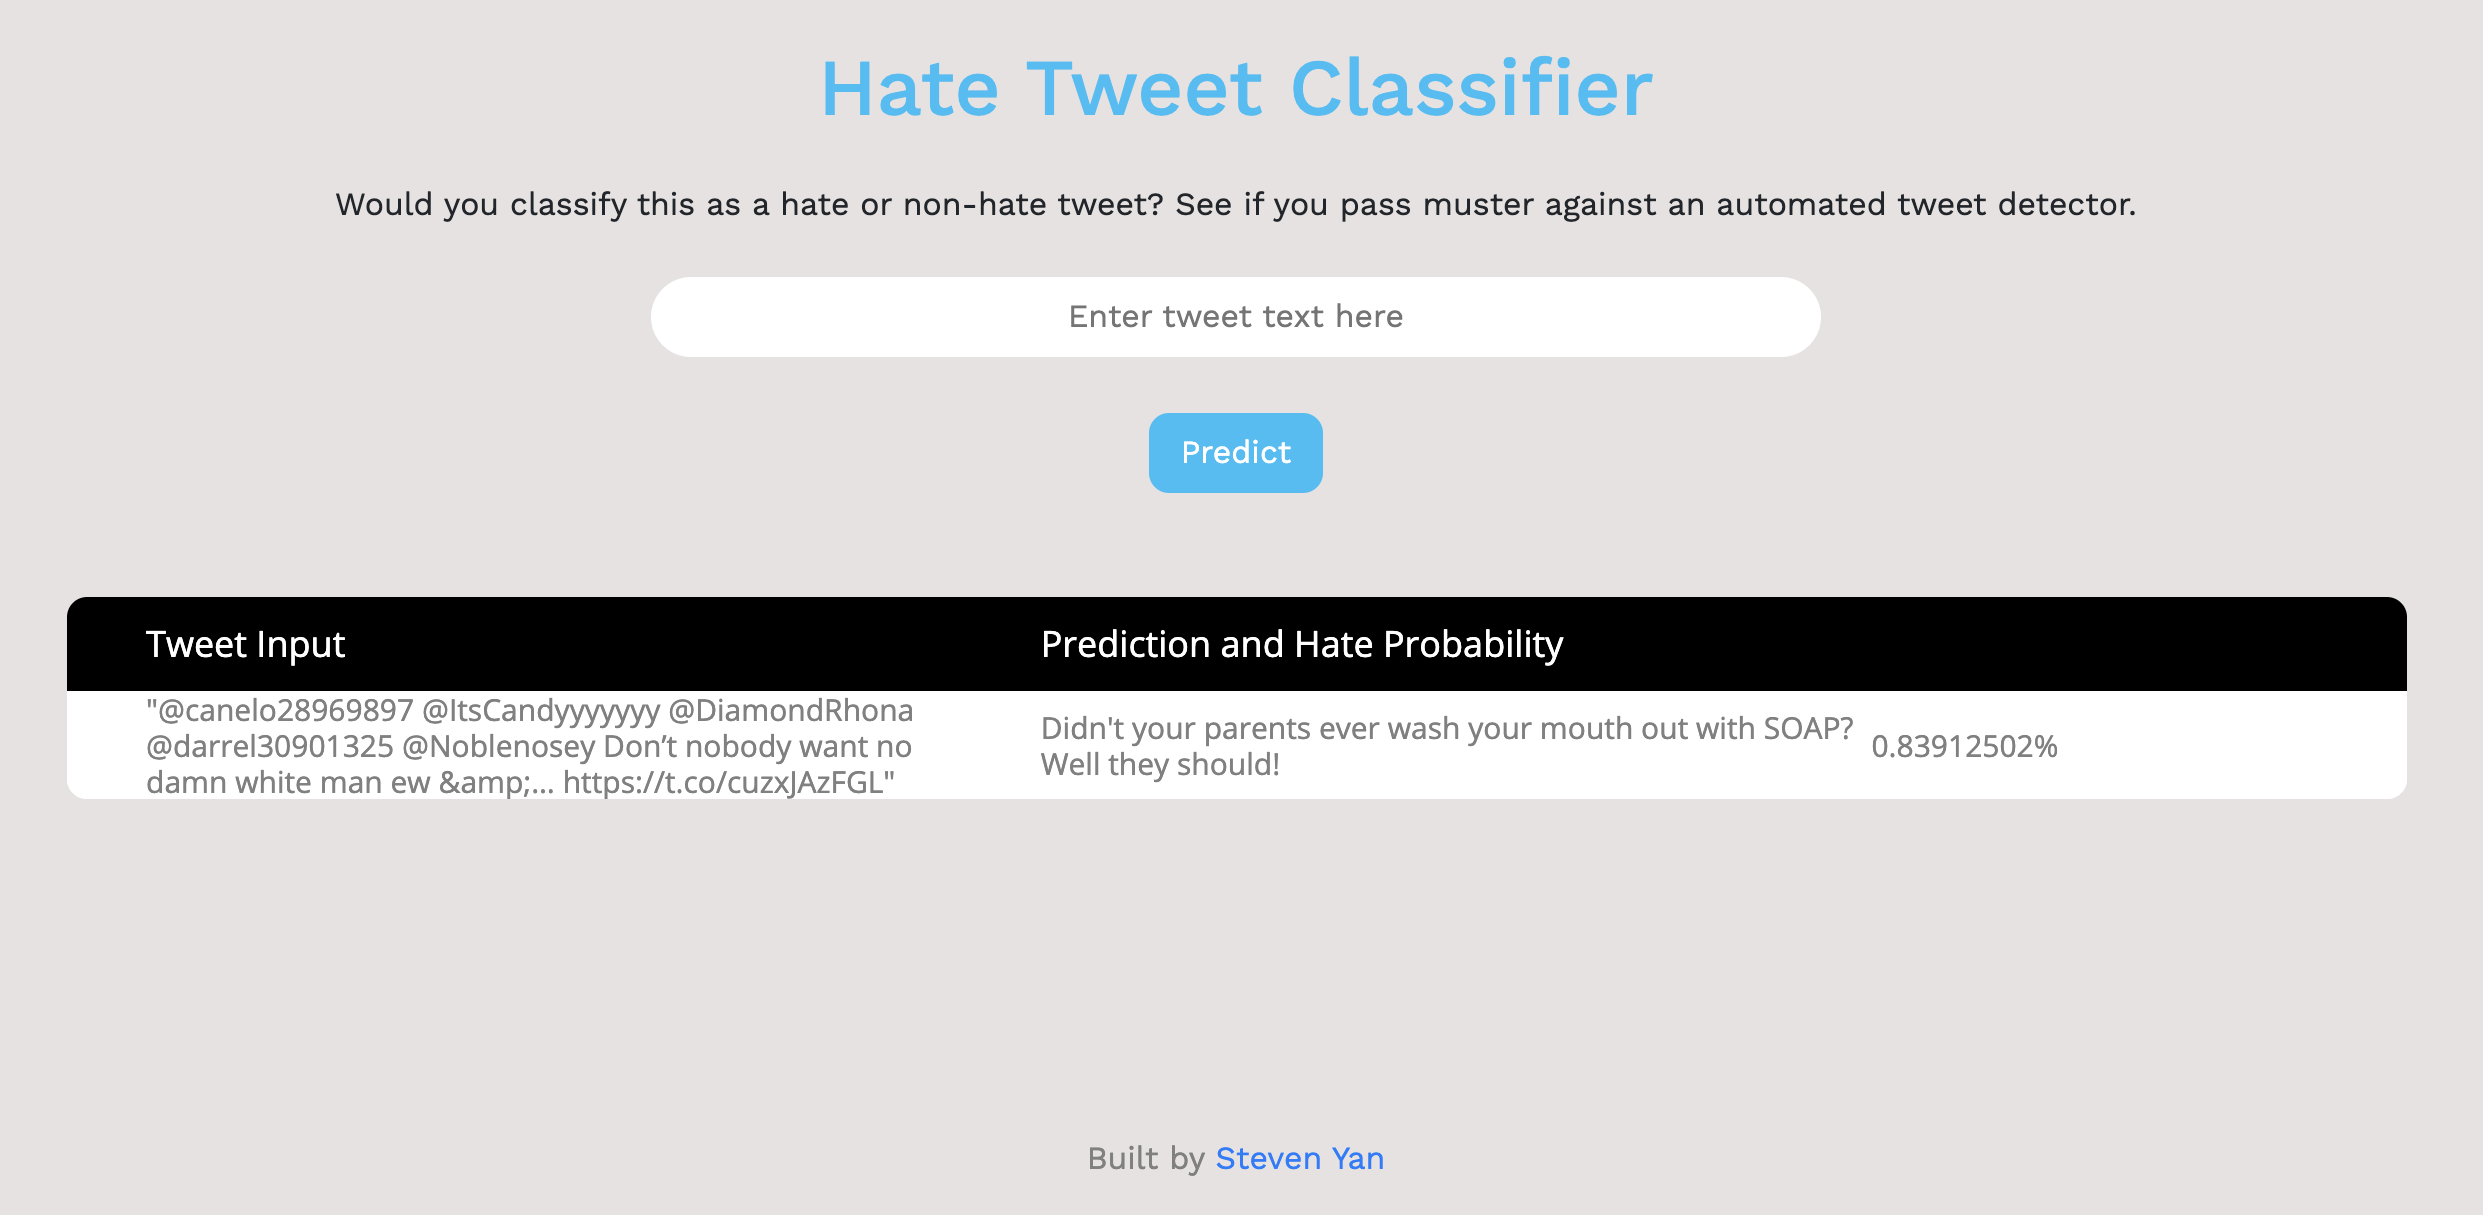 Hate Tweet Classifier
Would you classify this as a hate or non-hate tweet? See if you pass muster against an automated tweet detector.
Enter tweet text here
Predict
Tweet Input
Prediction and Hate Probability
"@canelo28969897 @ItsCandyyyyyyy @DiamondRhona
@darrel30901325 @Noblenosey Don’t nobody want no
damn white man ew &amp;... https://t.co/cuzxJAzFGL"
Didn't your parents ever wash your mouth out with SOAP?
Well they should!
0.83912502%
Built by Steven Yan